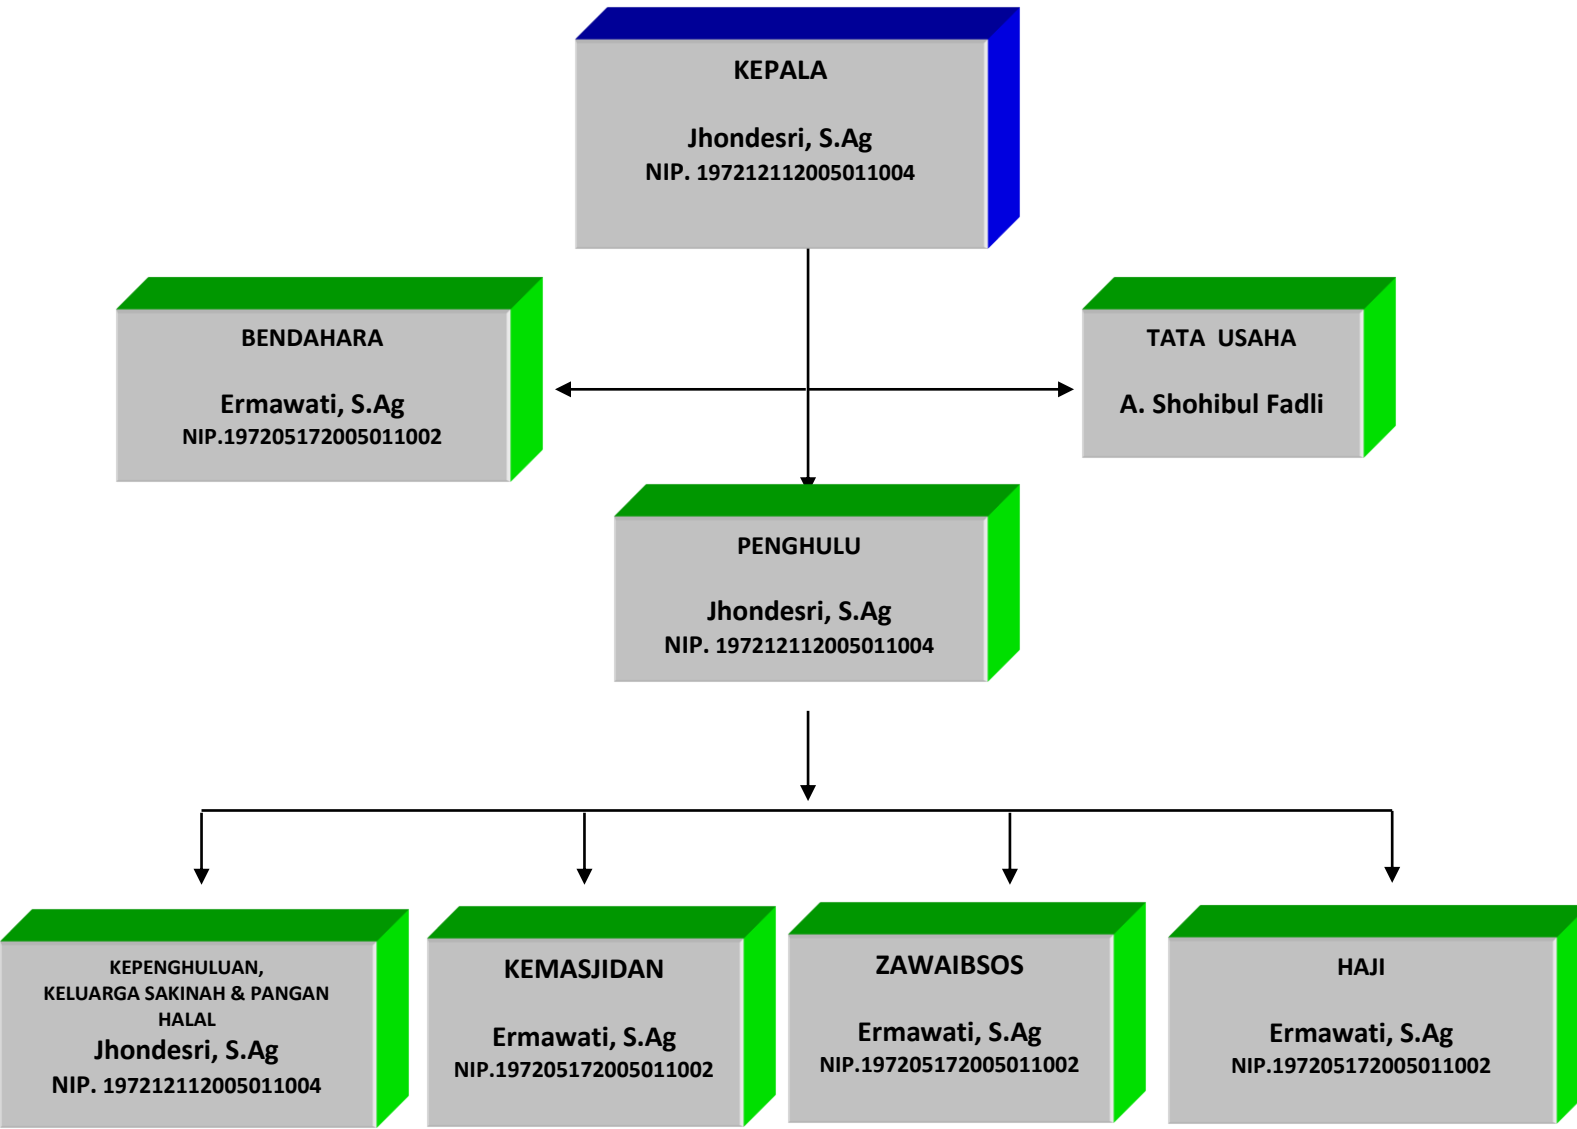 KEPALA
Jhondesri, S.Ag
NIP. 197212112005011004
BENDAHARA
Ermawati, S.Ag
NIP.197205172005011002
TATA  USAHA
A. Shohibul Fadli
PENGHULU
Jhondesri, S.Ag
NIP. 197212112005011004
KEPENGHULUAN,
KELUARGA SAKINAH & PANGAN
HALAL
Jhondesri, S.Ag
NIP. 197212112005011004
KEMASJIDAN
Ermawati, S.Ag
NIP.197205172005011002
ZAWAIBSOS
Ermawati, S.Ag
NIP.197205172005011002
HAJI
Ermawati, S.Ag
NIP.197205172005011002